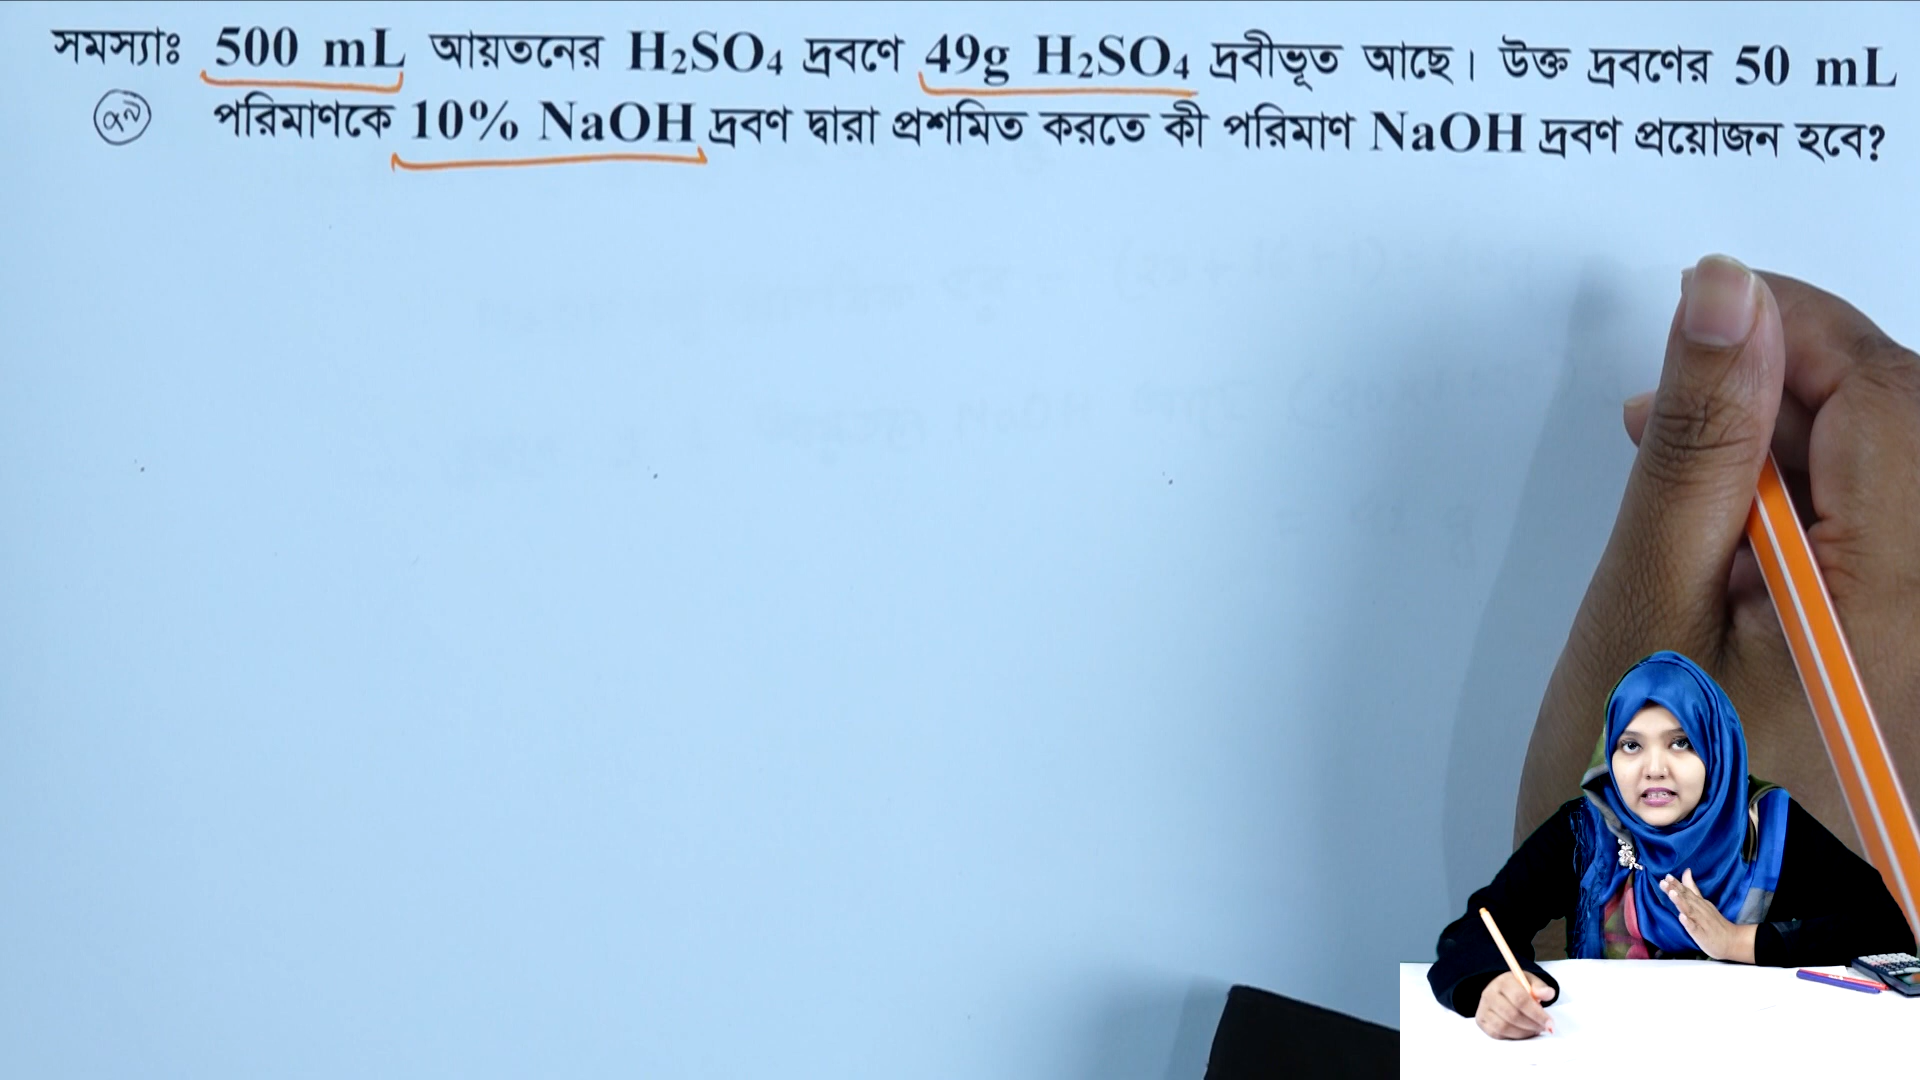 সমস্যাঃ 500 mL আয়তনের H₂SO₄ দ্রবণে 49g H₂SO₄ দ্রবীভূত আছে। উক্ত দ্রবণের 50 mL
পরিমাণকে 10% NaOH দ্রবণ দ্বারা প্রশমিত করতে কী পরিমাণ NaOH দ্রবণ প্রয়োজন হবে?